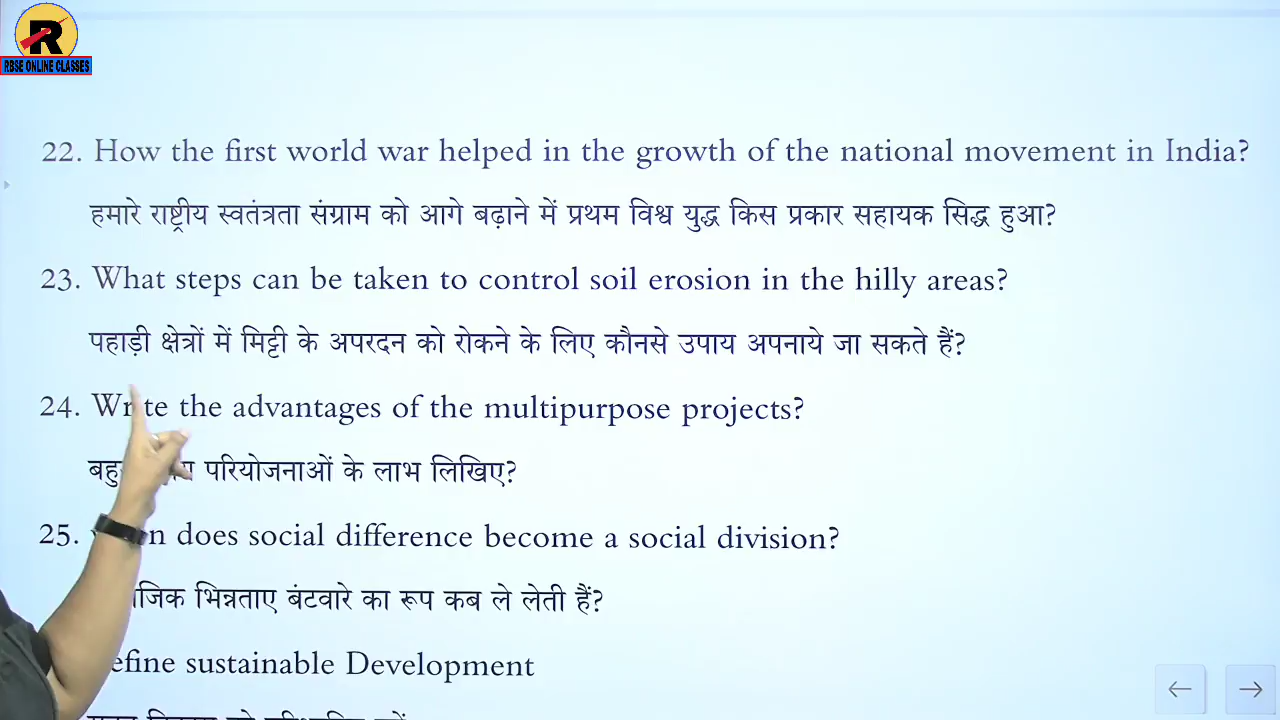 R
RBSE ONLINE CLASSES
22. How the first world war helped in the growth of the national movement in India?
हमारे राष्ट्रीय स्वतंत्रता संग्राम को आगे बढ़ाने में प्रथम विश्व युद्ध किस प्रकार सहायक सिद्ध हुआ?
23. What steps can be taken to control soil erosion in the hilly areas?
पहाड़ी क्षेत्रों में मिट्टी के अपरदन को रोकने के लिए कौनसे उपाय अपनाये जा सकते हैं?
24. Write the advantages of the multipurpose projects?
परियोजनाओं के लाभ लिखिए?
25. does social difference become a social division?
भिन्नताए बंटवारे का रूप कब ले लेती हैं?
sustainable Development